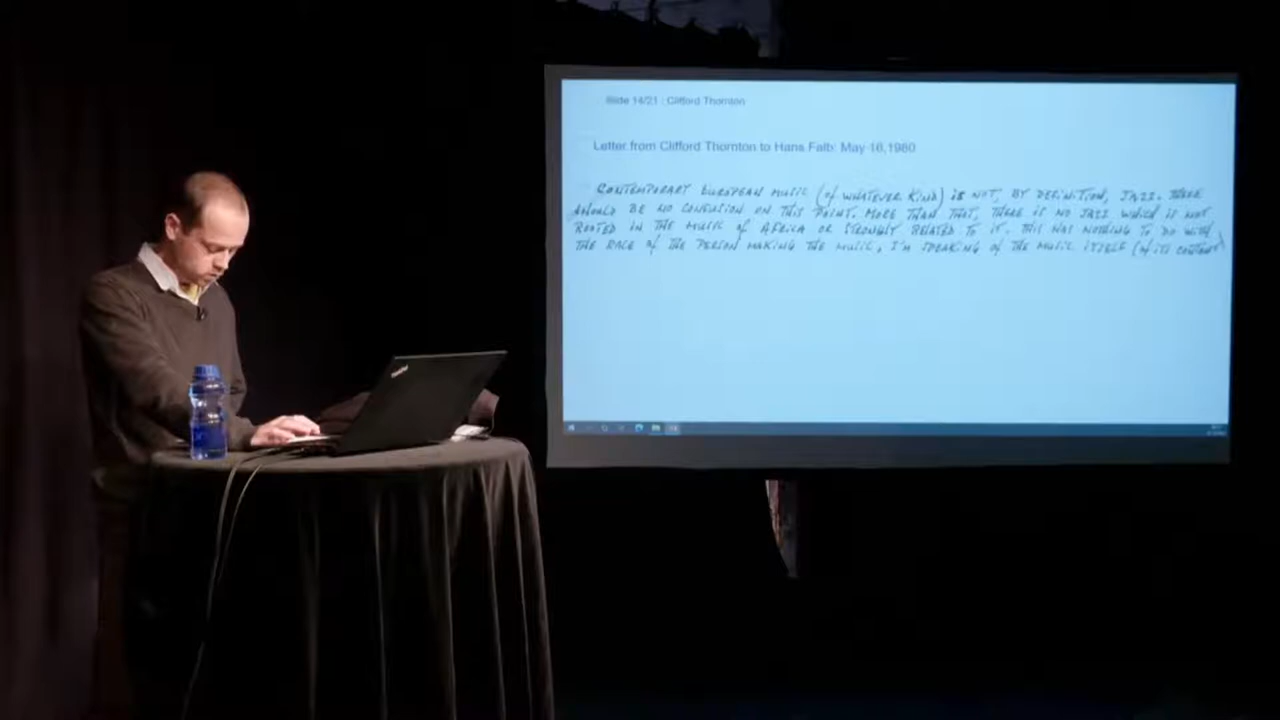 Slide 14/21 : Clifford Thornton
Letter from Clifford Thornton to Hans Falb: May 16,1980
CONTEMPORARY EUROPEAN MUSIC (of WHATEVER KIND) IS NOT, BY DEFINITION, JAZZ. THERE
SHOULD BE NO CONFUSION ON THIS POINT. MORE THAN THAT, THERE IS NO JAZZ WHICH IS NOT
ROOTED IN THE MUSIC of AFRICA OR STRONGLY RELATED TO IT. THIS HAS NOTHING TO DO WITH
THE RACE of THE PERSON MAKING THE MUSIC, I'M SPEAKING OF THE MUSIC ITSELF (of ITS CONTENT)
ThinkPad